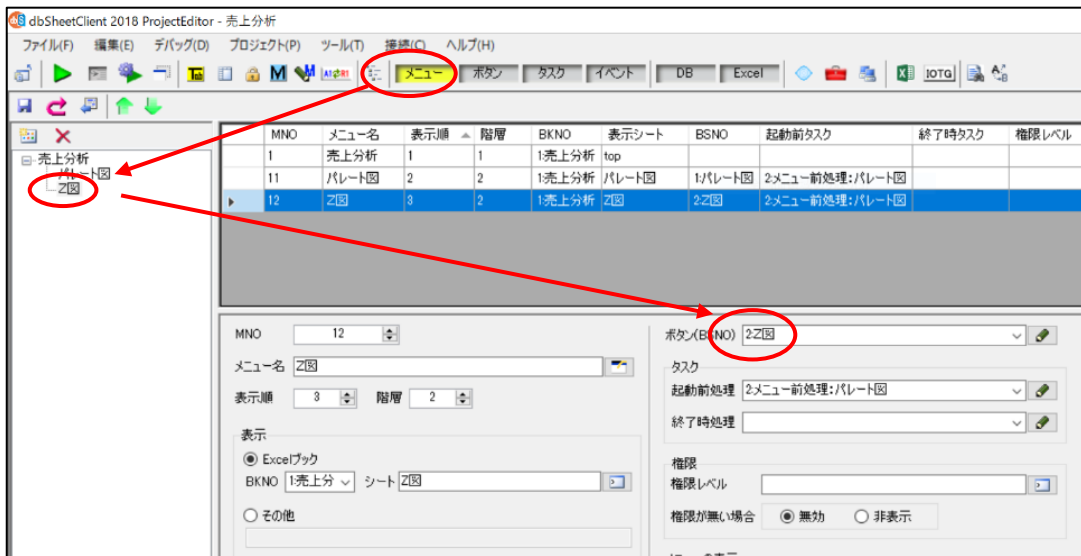 dbSheetClient 2018 ProjectEditor - 売上分析
ファイル(F) 編集(E) デバッグ(D) プロジェクト(P) ツール(T) 接続(C) ヘルプ(H)
メニュー ボタン タスク イベント DB Excel IOTG
MNO メニュー名 表示順 階層 BKNO 表示シート BSNO 起動前タスク 終了時タスク 権限レベル
1 売上分析 1 1 1:売上分析 top
11 パレート図 2 2 1:売上分析 パレート図 1:パレート図 2:メニュー前処理:パレート図
12 Z図 3 2 1:売上分析 Z図 2:Z図 2:メニュー前処理:パレート図
売上分析
パレート図
Z図
MNO 12
メニュー名 Z図
表示順 3 階層 2
表示
Excelブック
BKNO 1:売上分 シート Z図
その他
ボタン(BSNO) 2:Z図
タスク
起動前処理 2:メニュー前処理:パレート図
終了時処理
権限
権限レベル
権限が無い場合 無効 非表示